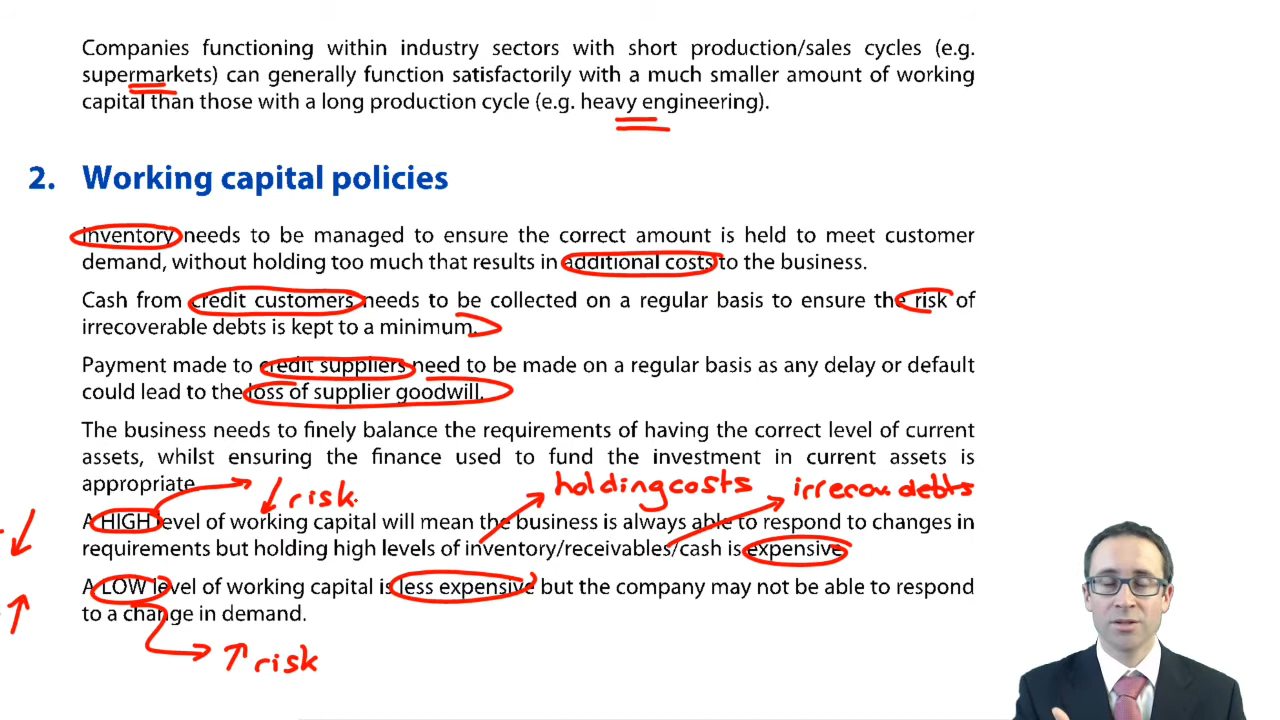 Companies functioning within industry sectors with short production/sales cycles (e.g.
supermarkets) can generally function satisfactorily with a much smaller amount of working
capital than those with a long production cycle (e.g. heavy engineering).
2. Working capital policies
Inventory needs to be managed to ensure the correct amount is held to meet customer
demand, without holding too much that results in additional costs to the business.
Cash from credit customers needs to be collected on a regular basis to ensure the risk of
irrecoverable debts is kept to a minimum.
Payment made to credit suppliers need to be made on a regular basis as any delay or default
could lead to the loss of supplier goodwill.
The business needs to finely balance the requirements of having the correct level of current
assets, whilst ensuring the finance used to fund the investment in current assets is
appropriate
holding costs irrecov. debts
↓ risk
A HIGH level of working capital will mean the business is always able to respond to changes in
requirements but holding high levels of inventory/receivables/cash is expensive
A LOW level of working capital is less expensive but the company may not be able to respond
to a change in demand.
↑ risk